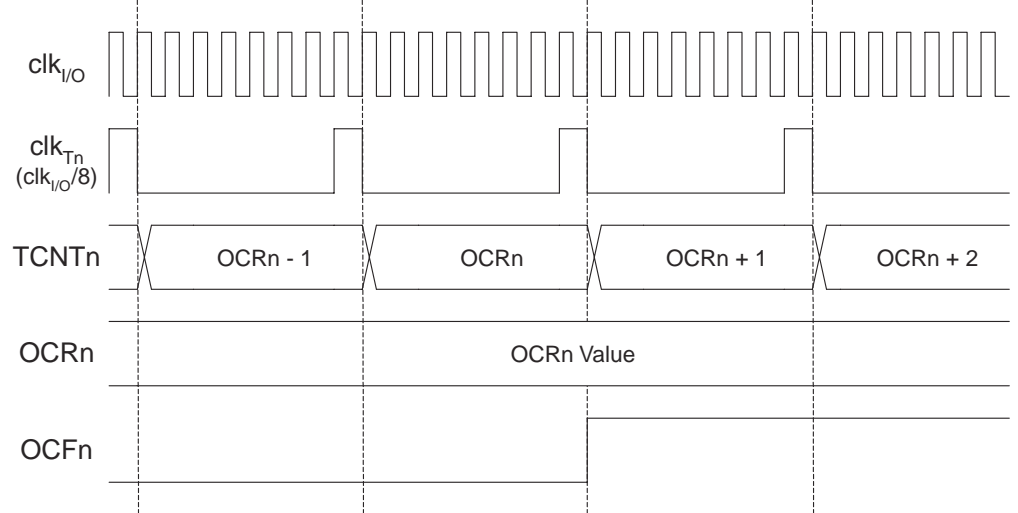 clkI/O
clkTn
(clkI/O/8)
TCNTn
OCRn - 1
OCRn
OCRn + 1
OCRn + 2
OCRn
OCRn Value
OCFn